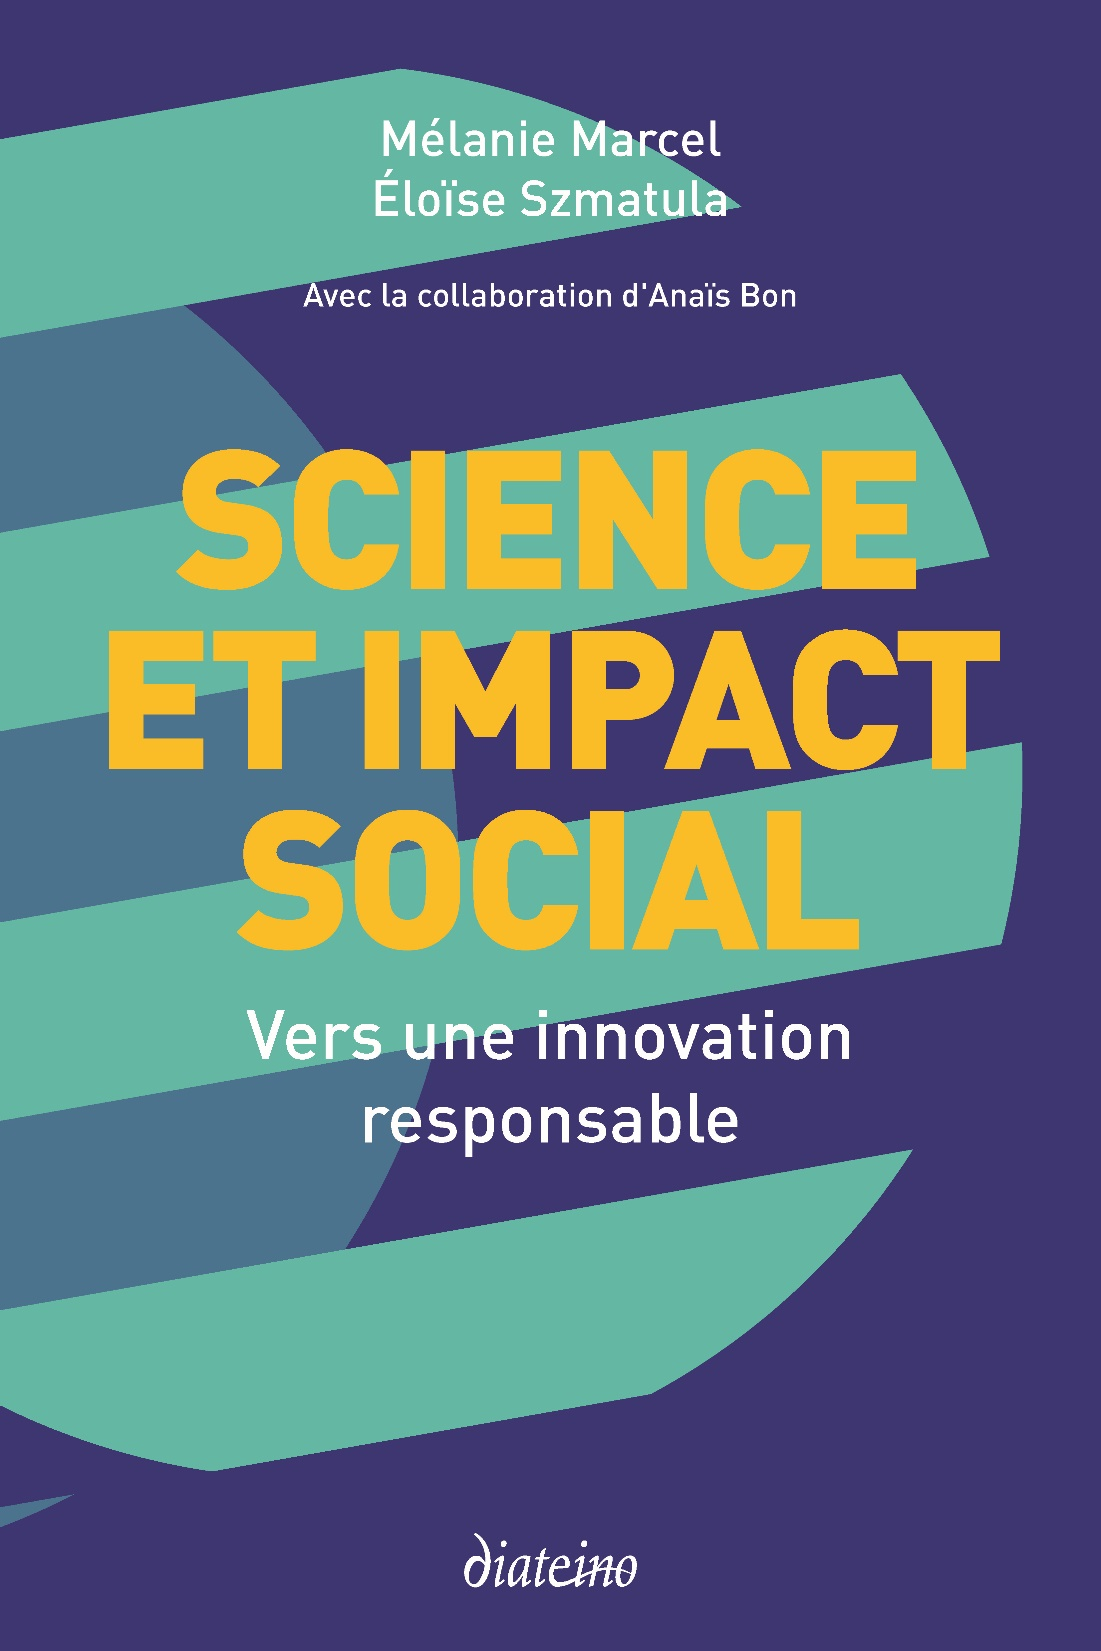 Mélanie Marcel
Éloïse Szmatula
Avec la collaboration d'Anaïs Bon
SCIENCE
ET IMPACT
SOCIAL
Vers une innovation
responsable
diateino